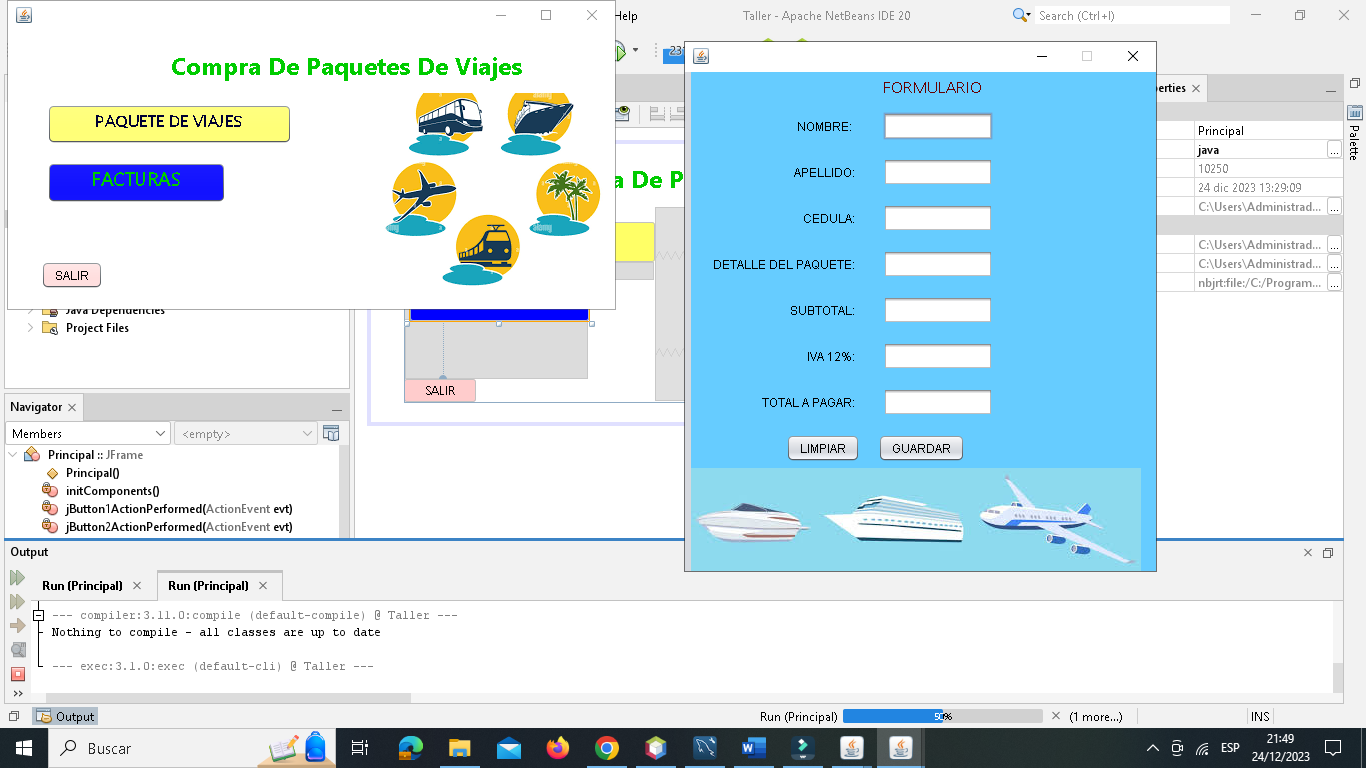 Help
Taller - Apache NetBeans IDE 20
Search (Ctrl+I)
Compra De Paquetes De Viajes
PAQUETE DE VIAJES
FACTURAS
SALIR
FORMULARIO
NOMBRE:
APELLIDO:
CEDULA:
DETALLE DEL PAQUETE:
SUBTOTAL:
IVA 12%:
TOTAL A PAGAR:
LIMPIAR
GUARDAR
a De P
SALIR
perties
Principal
java
...
10250
24 dic 2023 13:29:09
C:\Users\Administrad...
...
C:\Users\Administrad...
...
C:\Users\Administrad...
...
nbjrt:file:/C:/Program...
...
Palette
Java Dependencies
Project Files
Navigator
Members
<empty>
Principal :: JFrame
Principal()
initComponents()
jButton1ActionPerformed(ActionEvent evt)
jButton2ActionPerformed(ActionEvent evt)
Output
Run (Principal)
Run (Principal)
--- compiler:3.11.0:compile (default-compile) @ Taller ---
Nothing to compile - all classes are up to date
--- exec:3.1.0:exec (default-cli) @ Taller ---
Output
Run (Principal)
50%
(1 more...)
INS
Buscar
ESP
21:49
24/12/2023